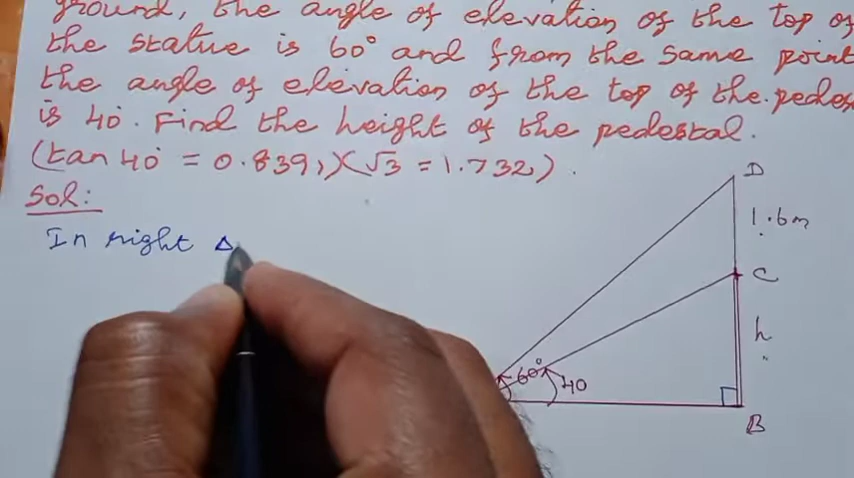 ground, the angle of elevation of the top of
the statue is 60° and from the same point
the angle of elevation of the top of the.
is 40°. Find the height of the pedestal.
(tan 40° = 0.839,)(√3 = 1.732).
Sol:
In right Δ
D
1.6m
C
h
60°
40
B